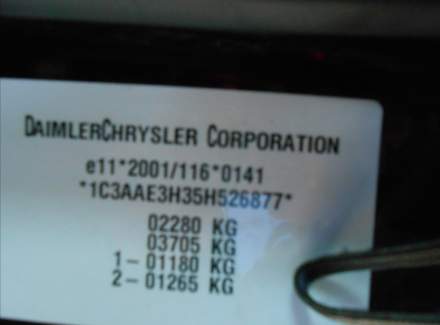 DAIMLERCHRYSLER CORPORATION
e11*2001/116*0141
*1C3AAE3H35H526877*
02280 KG
03705 KG
1- 01180 KG
2- 01265 KG